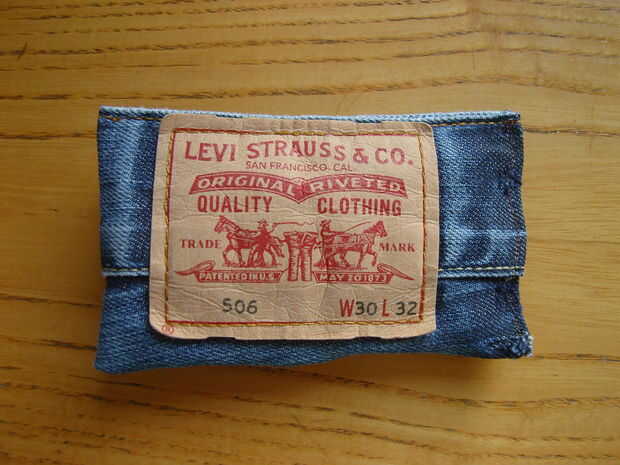 LEVI STRAUSS & CO.
SAN FRANCISCO-CAL
ORIGINAL RIVETED
QUALITY CLOTHING
TRADE MARK
PATENTED IN U.S. MAY 20 1873
506 W30 L 32
®